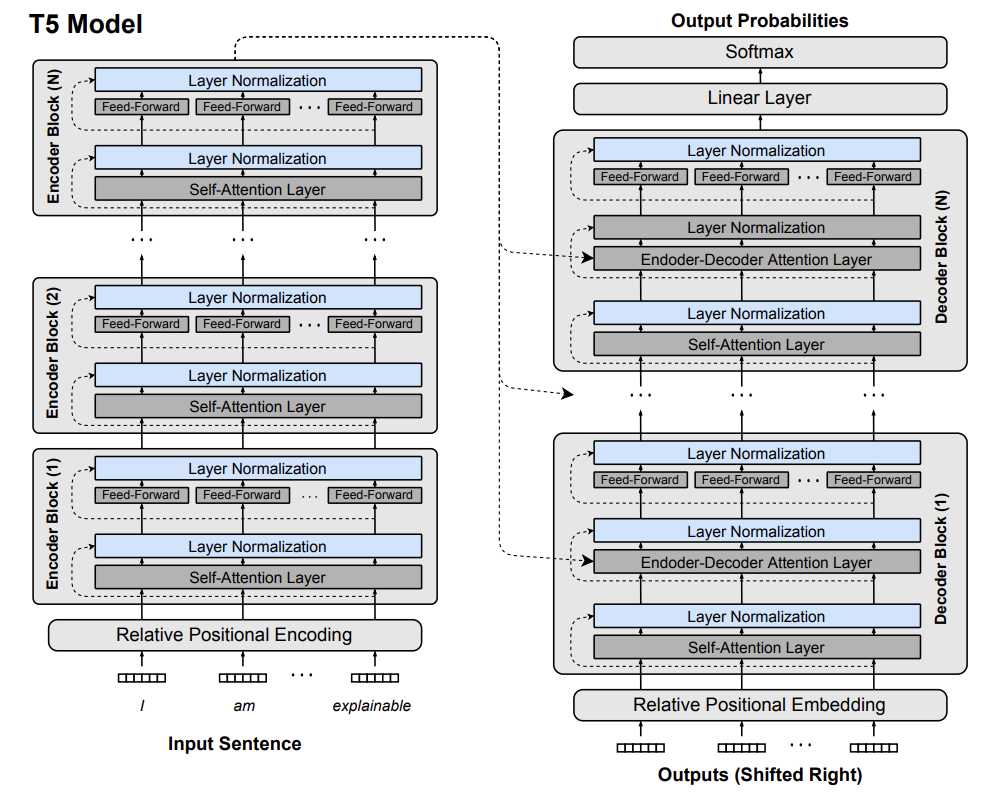 T5 Model
Encoder Block (N)
Layer Normalization
Feed-Forward Feed-Forward ··· Feed-Forward
Layer Normalization
Self-Attention Layer
··· ··· ···
Encoder Block (2)
Layer Normalization
Feed-Forward Feed-Forward ··· Feed-Forward
Layer Normalization
Self-Attention Layer
Encoder Block (1)
Layer Normalization
Feed-Forward Feed-Forward ··· Feed-Forward
Layer Normalization
Self-Attention Layer
Relative Positional Encoding
···
I am explainable
Input Sentence
Output Probabilities
Softmax
Linear Layer
Decoder Block (N)
Layer Normalization
Feed-Forward Feed-Forward ··· Feed-Forward
Layer Normalization
Endoder-Decoder Attention Layer
Layer Normalization
Self-Attention Layer
··· ··· ···
Decoder Block (1)
Layer Normalization
Feed-Forward Feed-Forward ··· Feed-Forward
Layer Normalization
Endoder-Decoder Attention Layer
Layer Normalization
Self-Attention Layer
Relative Positional Embedding
···
Outputs (Shifted Right)